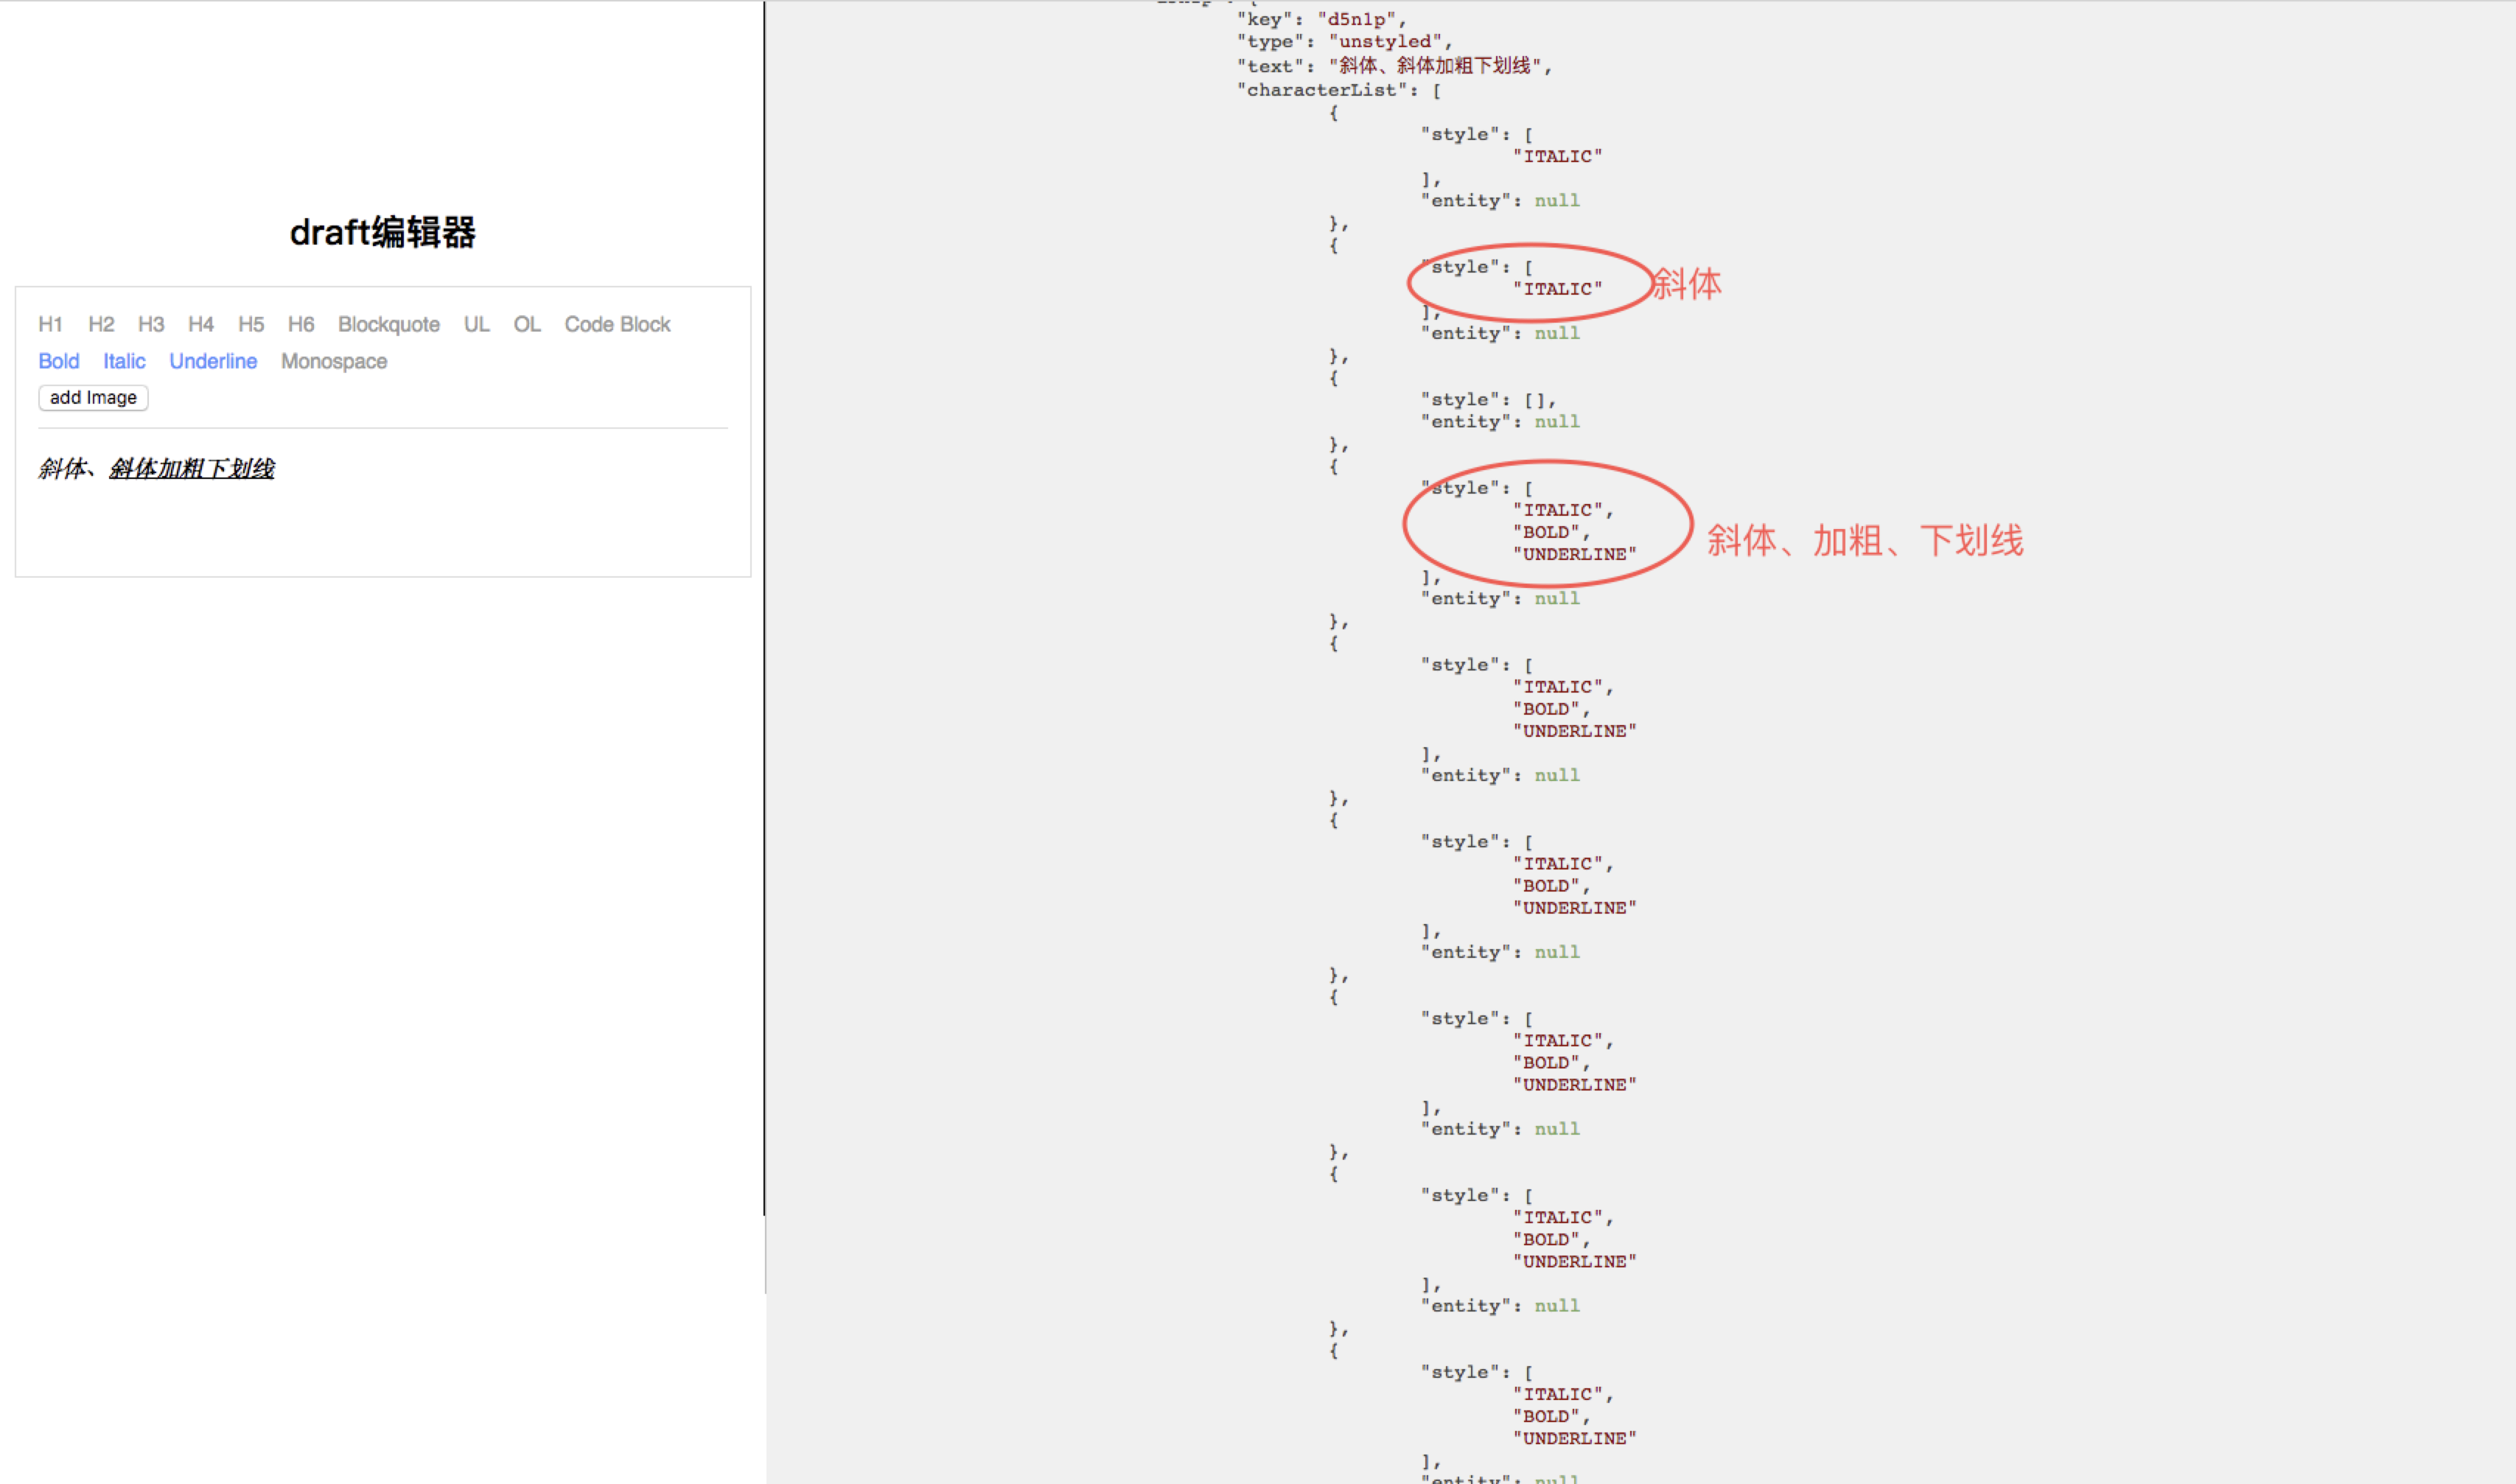 draft编辑器
H1 H2 H3 H4 H5 H6 Blockquote UL OL Code Block
Bold Italic Underline Monospace
add Image
斜体、斜体加粗下划线
"key": "d5n1p",
"type": "unstyled",
"text": "斜体、斜体加粗下划线",
"characterList": [
{
"style": [
"ITALIC"
],
"entity": null
},
{
"style": [
"ITALIC"
],
"entity": null
},
斜体
{
"style": [],
"entity": null
},
{
"style": [
"ITALIC",
"BOLD",
"UNDERLINE"
],
"entity": null
},
斜体、加粗、下划线
{
"style": [
"ITALIC",
"BOLD",
"UNDERLINE"
],
"entity": null
},
{
"style": [
"ITALIC",
"BOLD",
"UNDERLINE"
],
"entity": null
},
{
"style": [
"ITALIC",
"BOLD",
"UNDERLINE"
],
"entity": null
},
{
"style": [
"ITALIC",
"BOLD",
"UNDERLINE"
],
"entity": null
},
{
"style": [
"ITALIC",
"BOLD",
"UNDERLINE"
],
"entity": null